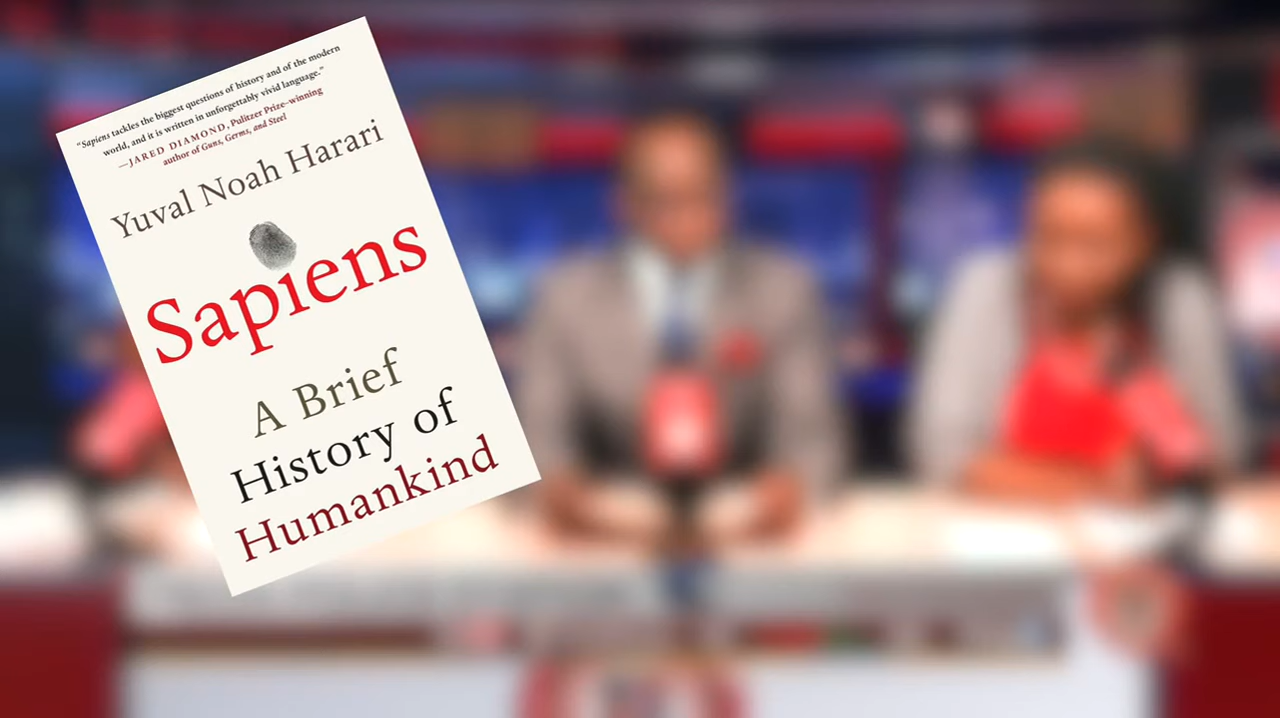 “Sapiens tackles the biggest questions of history and of the modern
world, and it is written in unforgettably vivid language.”
—JARED DIAMOND, Pulitzer Prize–winning
author of Guns, Germs, and Steel
Yuval Noah Harari
Sapiens
A Brief
History of
Humankind